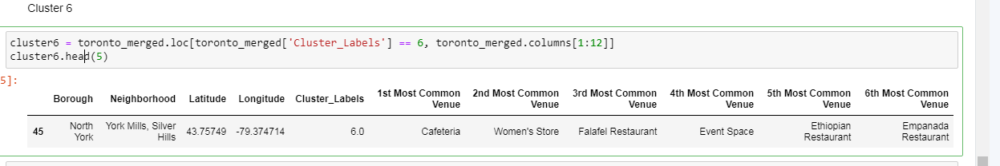 Cluster 6
cluster6 = toronto_merged.loc[toronto_merged['Cluster_Labels'] == 6, toronto_merged.columns[1:12]]
cluster6.head(5)
5]:
Borough Neighborhood Latitude Longitude Cluster_Labels 1st Most Common Venue 2nd Most Common Venue 3rd Most Common Venue 4th Most Common Venue 5th Most Common Venue 6th Most Common Venue
45 North York York Mills, Silver Hills 43.75749 -79.374714 6.0 Cafeteria Women's Store Falafel Restaurant Event Space Ethiopian Restaurant Empanada Restaurant